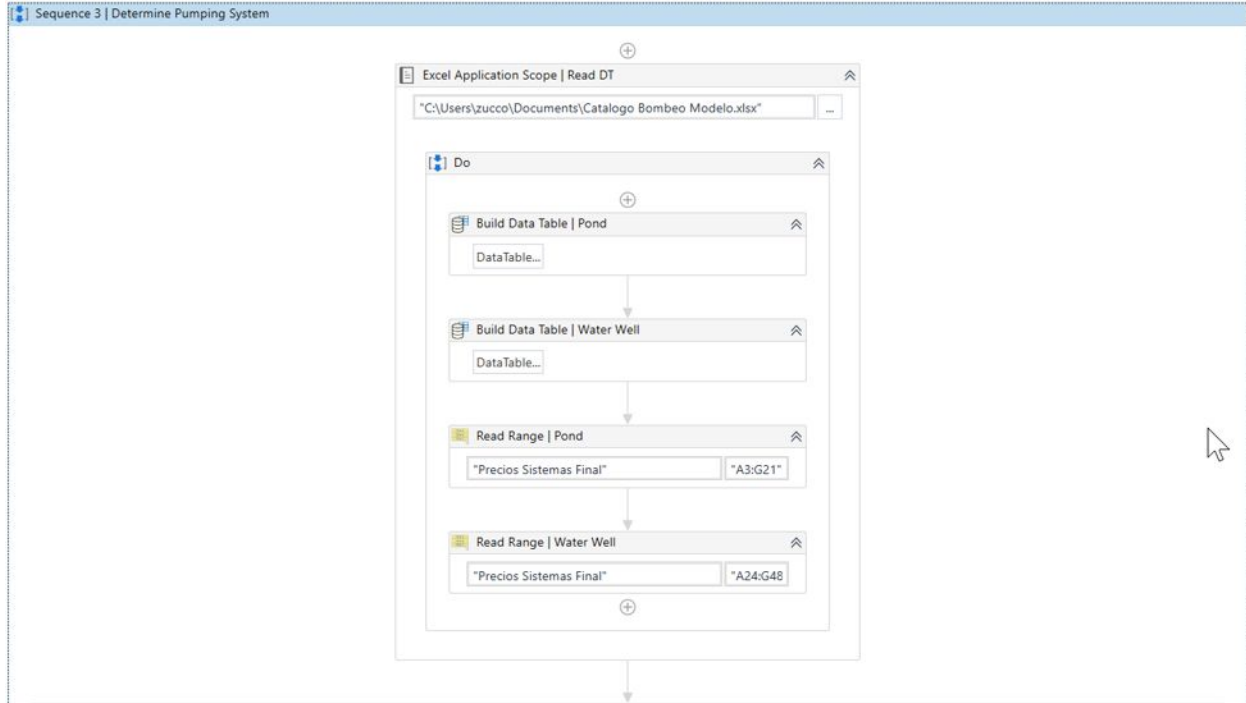 Sequence 3 | Determine Pumping System
Excel Application Scope | Read DT
"C:\Users\zucco\Documents\Catalogo Bombeo Modelo.xlsx" ...
Do
Build Data Table | Pond
DataTable...
Build Data Table | Water Well
DataTable...
Read Range | Pond
"Precios Sistemas Final" "A3:G21"
Read Range | Water Well
"Precios Sistemas Final" "A24:G48